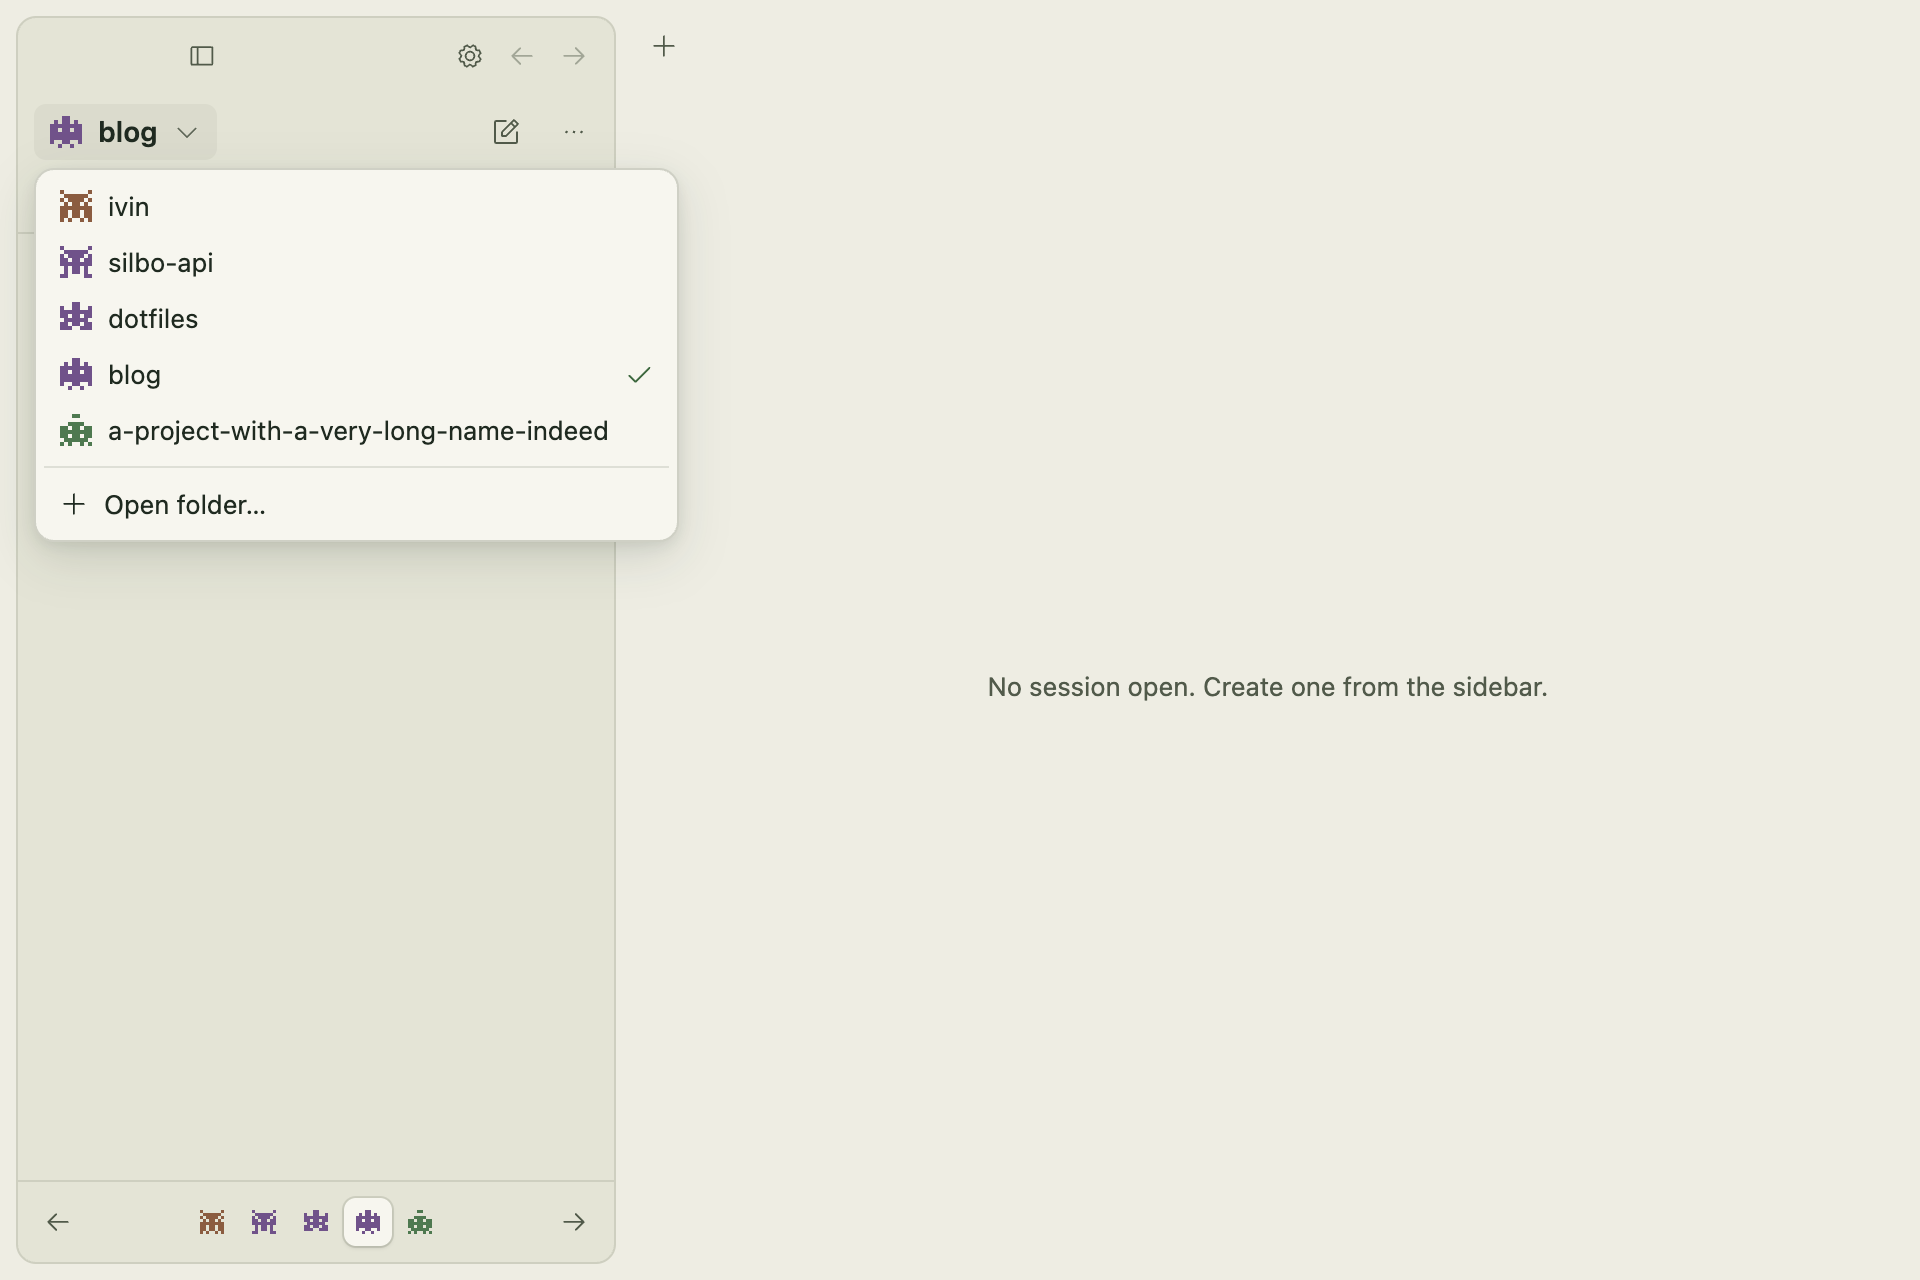 blog
ivin
silbo-api
dotfiles
blog
a-project-with-a-very-long-name-indeed
Open folder...
No session open. Create one from the sidebar.